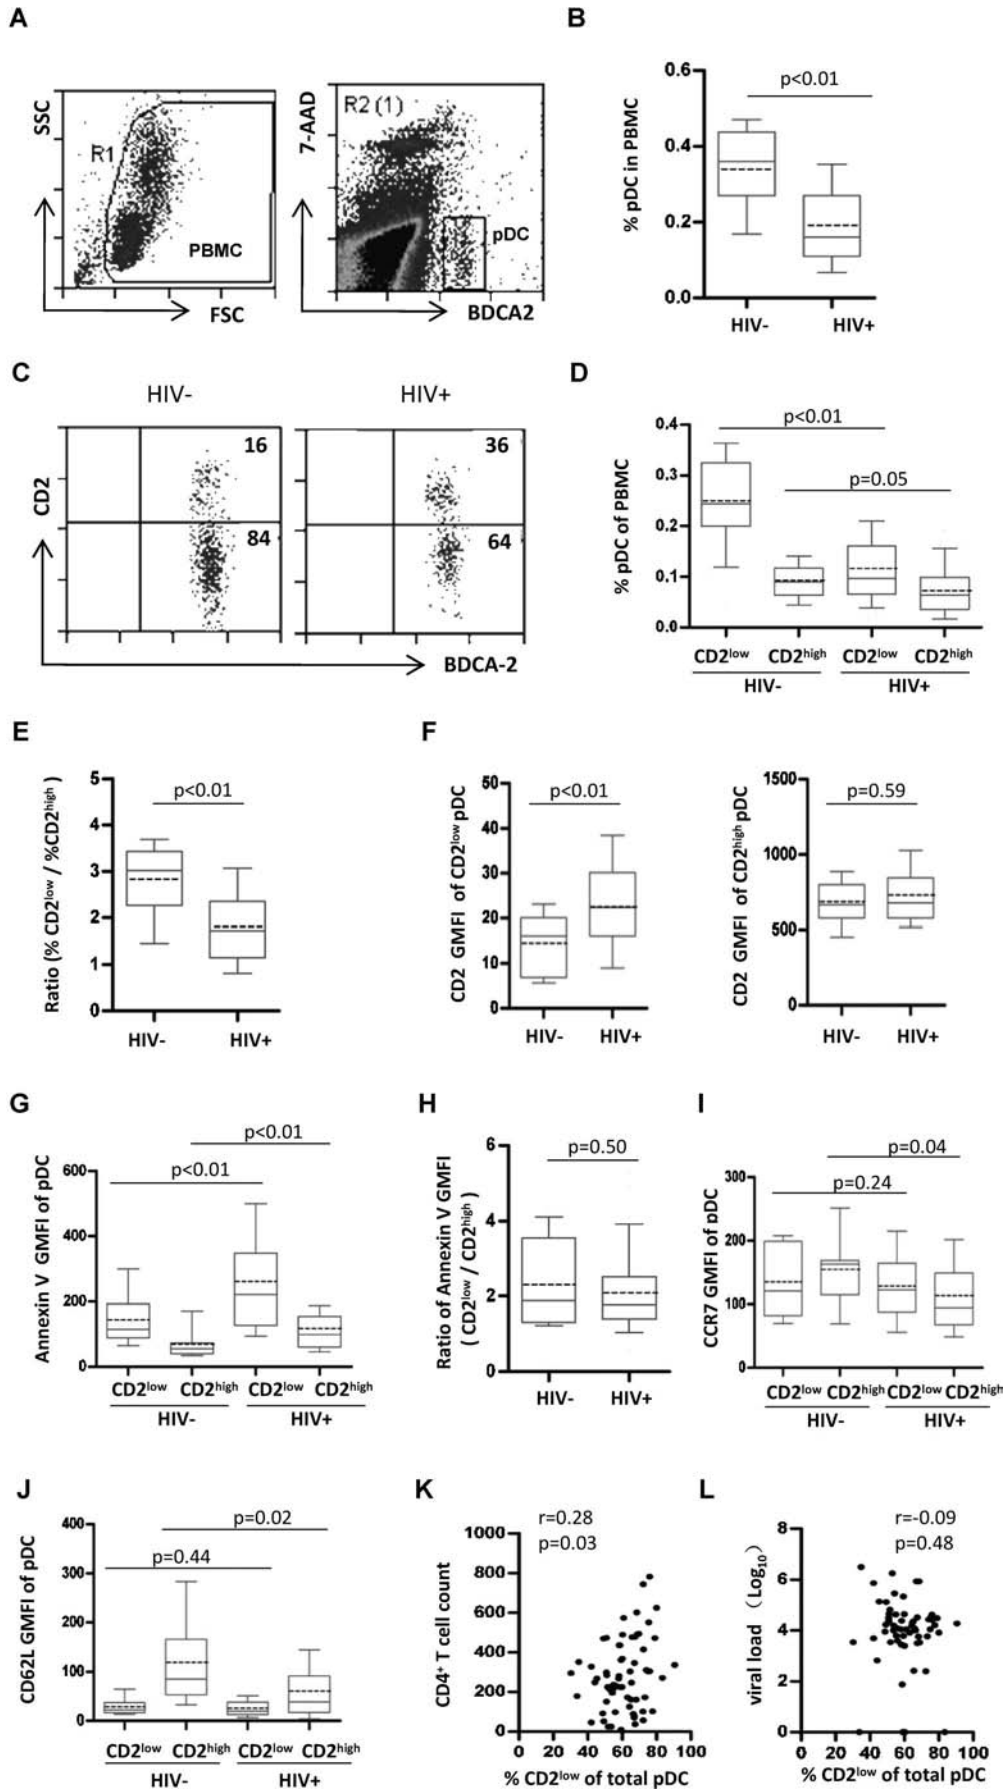 A
SSC
R1
PBMC
FSC
7-AAD
R2 (1)
pDC
BDCA2
B
% pDC in PBMC
0.6
0.4
0.2
0.0
p<0.01
HIV- HIV+
C
HIV- HIV+
CD2
16
84
36
64
BDCA-2
D
% pDC of PBMC
0.4
0.3
0.2
0.1
0.0
p<0.01
p=0.05
CD2low CD2high CD2low CD2high
HIV- HIV+
E
Ratio (% CD2low / %CD2high )
5
4
3
2
1
0
p<0.01
HIV- HIV+
F
CD2 GMFI of CD2low pDC
50
40
30
20
10
0
p<0.01
HIV- HIV+
CD2 GMFI of CD2high pDC
1500
1000
500
0
p=0.59
HIV- HIV+
G
Annexin V GMFI of pDC
600
400
200
0
p<0.01
p<0.01
CD2low CD2high CD2low CD2high
HIV- HIV+
H
Ratio of Annexin V GMFI
( CD2low / CD2high )
6
4
2
0
p=0.50
HIV- HIV+
I
CCR7 GMFI of pDC
300
200
100
0
p=0.04
p=0.24
CD2low CD2high CD2low CD2high
HIV- HIV+
J
CD62L GMFI of pDC
400
300
200
100
0
p=0.02
p=0.44
CD2low CD2high CD2low CD2high
HIV- HIV+
K
r=0.28
p=0.03
CD4+ T cell count
1000
800
600
400
200
0
0 20 40 60 80 100
% CD2low of total pDC
L
r=-0.09
p=0.48
viral load (Log10)
8
6
4
2
0
0 20 40 60 80 100
% CD2low of total pDC